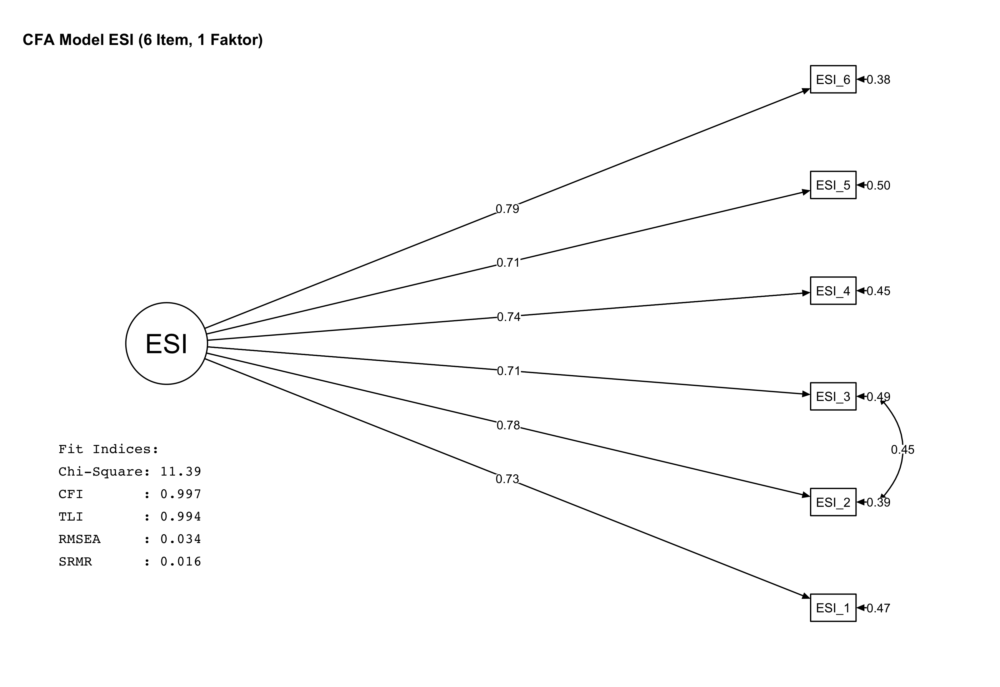 CFA Model ESI (6 Item, 1 Faktor)
ESI_6
0.38
0.79
ESI_5
0.50
0.71
ESI_4
0.45
0.74
ESI
0.71
ESI_3
0.49
0.78
0.45
0.73
ESI_2
0.39
ESI_1
0.47
Fit Indices:
Chi-Square: 11.39
CFI : 0.997
TLI : 0.994
RMSEA : 0.034
SRMR : 0.016